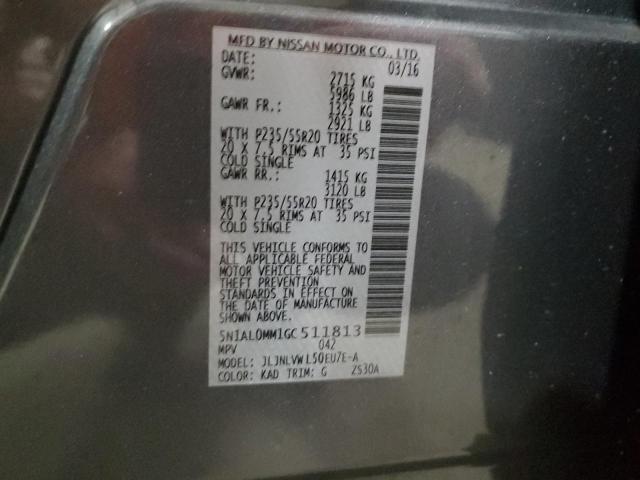 MFD BY NISSAN MOTOR CO., LTD.
DATE: 03/16
GVWR: 2715 KG
5986 LB
GAWR FR.: 1325 KG
2921 LB
WITH P235/55R20 TIRES
20 X 7.5 RIMS AT 35 PSI
COLD SINGLE
GAWR RR.: 1415 KG
3120 LB
WITH P235/55R20 TIRES
20 X 7.5 RIMS AT 35 PSI
COLD SINGLE
THIS VEHICLE CONFORMS TO
ALL APPLICABLE FEDERAL
MOTOR VEHICLE SAFETY AND
THEFT PREVENTION
STANDARDS IN EFFECT ON
THE DATE OF MANUFACTURE
SHOWN ABOVE.
5N1AL0MM1GC511813
MPV 042
MODEL: JLJNLVWL50EU7E-A
COLOR: KAD TRIM: G ZS30A